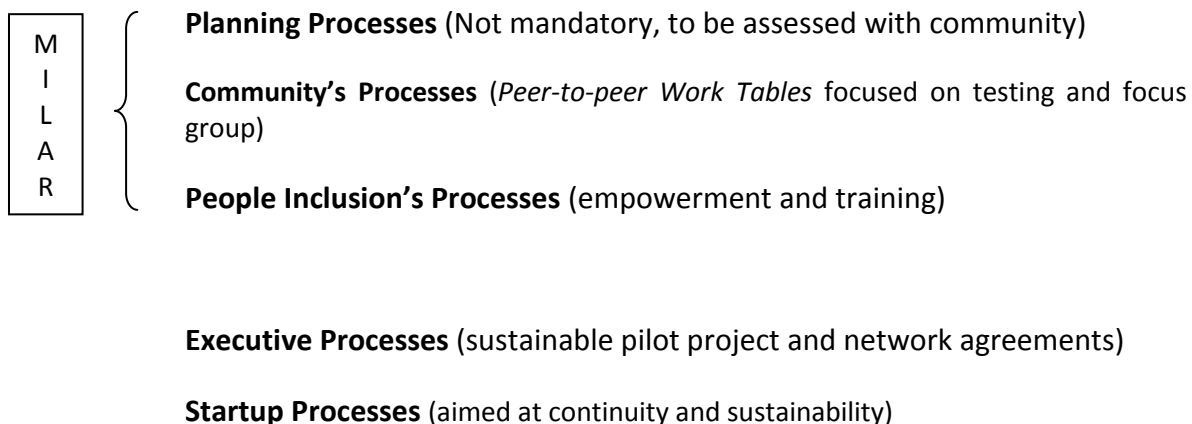 M
I
L
A
R
Planning Processes (Not mandatory, to be assessed with community)
Community’s Processes (Peer-to-peer Work Tables focused on testing and focus
group)
People Inclusion’s Processes (empowerment and training)
Executive Processes (sustainable pilot project and network agreements)
Startup Processes (aimed at continuity and sustainability)